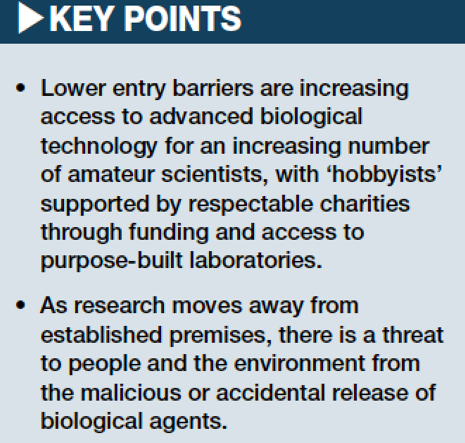 ▶KEY POINTS
• Lower entry barriers are increasing
access to advanced biological
technology for an increasing number
of amateur scientists, with ‘hobbyists’
supported by respectable charities
through funding and access to
purpose-built laboratories.
• As research moves away from
established premises, there is a threat
to people and the environment from
the malicious or accidental release of
biological agents.